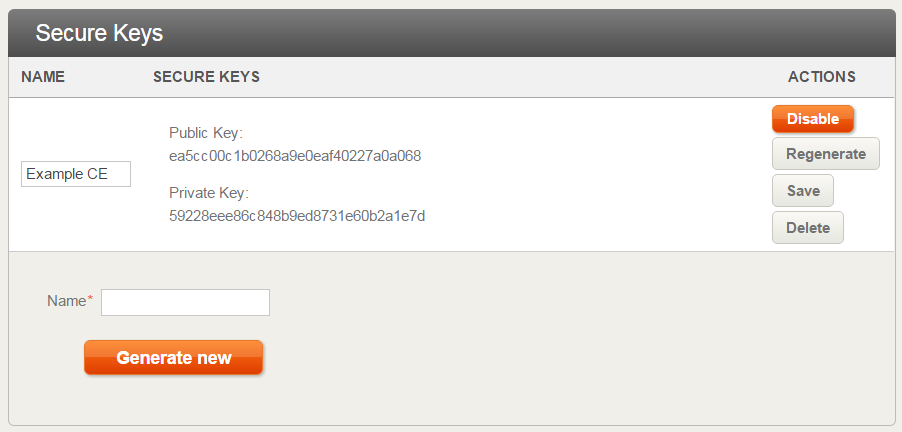 Secure Keys
NAME SECURE KEYS ACTIONS
Example CE
Public Key:
ea5cc00c1b0268a9e0eaf40227a0a068
Private Key:
59228eee86c848b9ed8731e60b2a1e7d
Disable
Regenerate
Save
Delete
Name*
Generate new